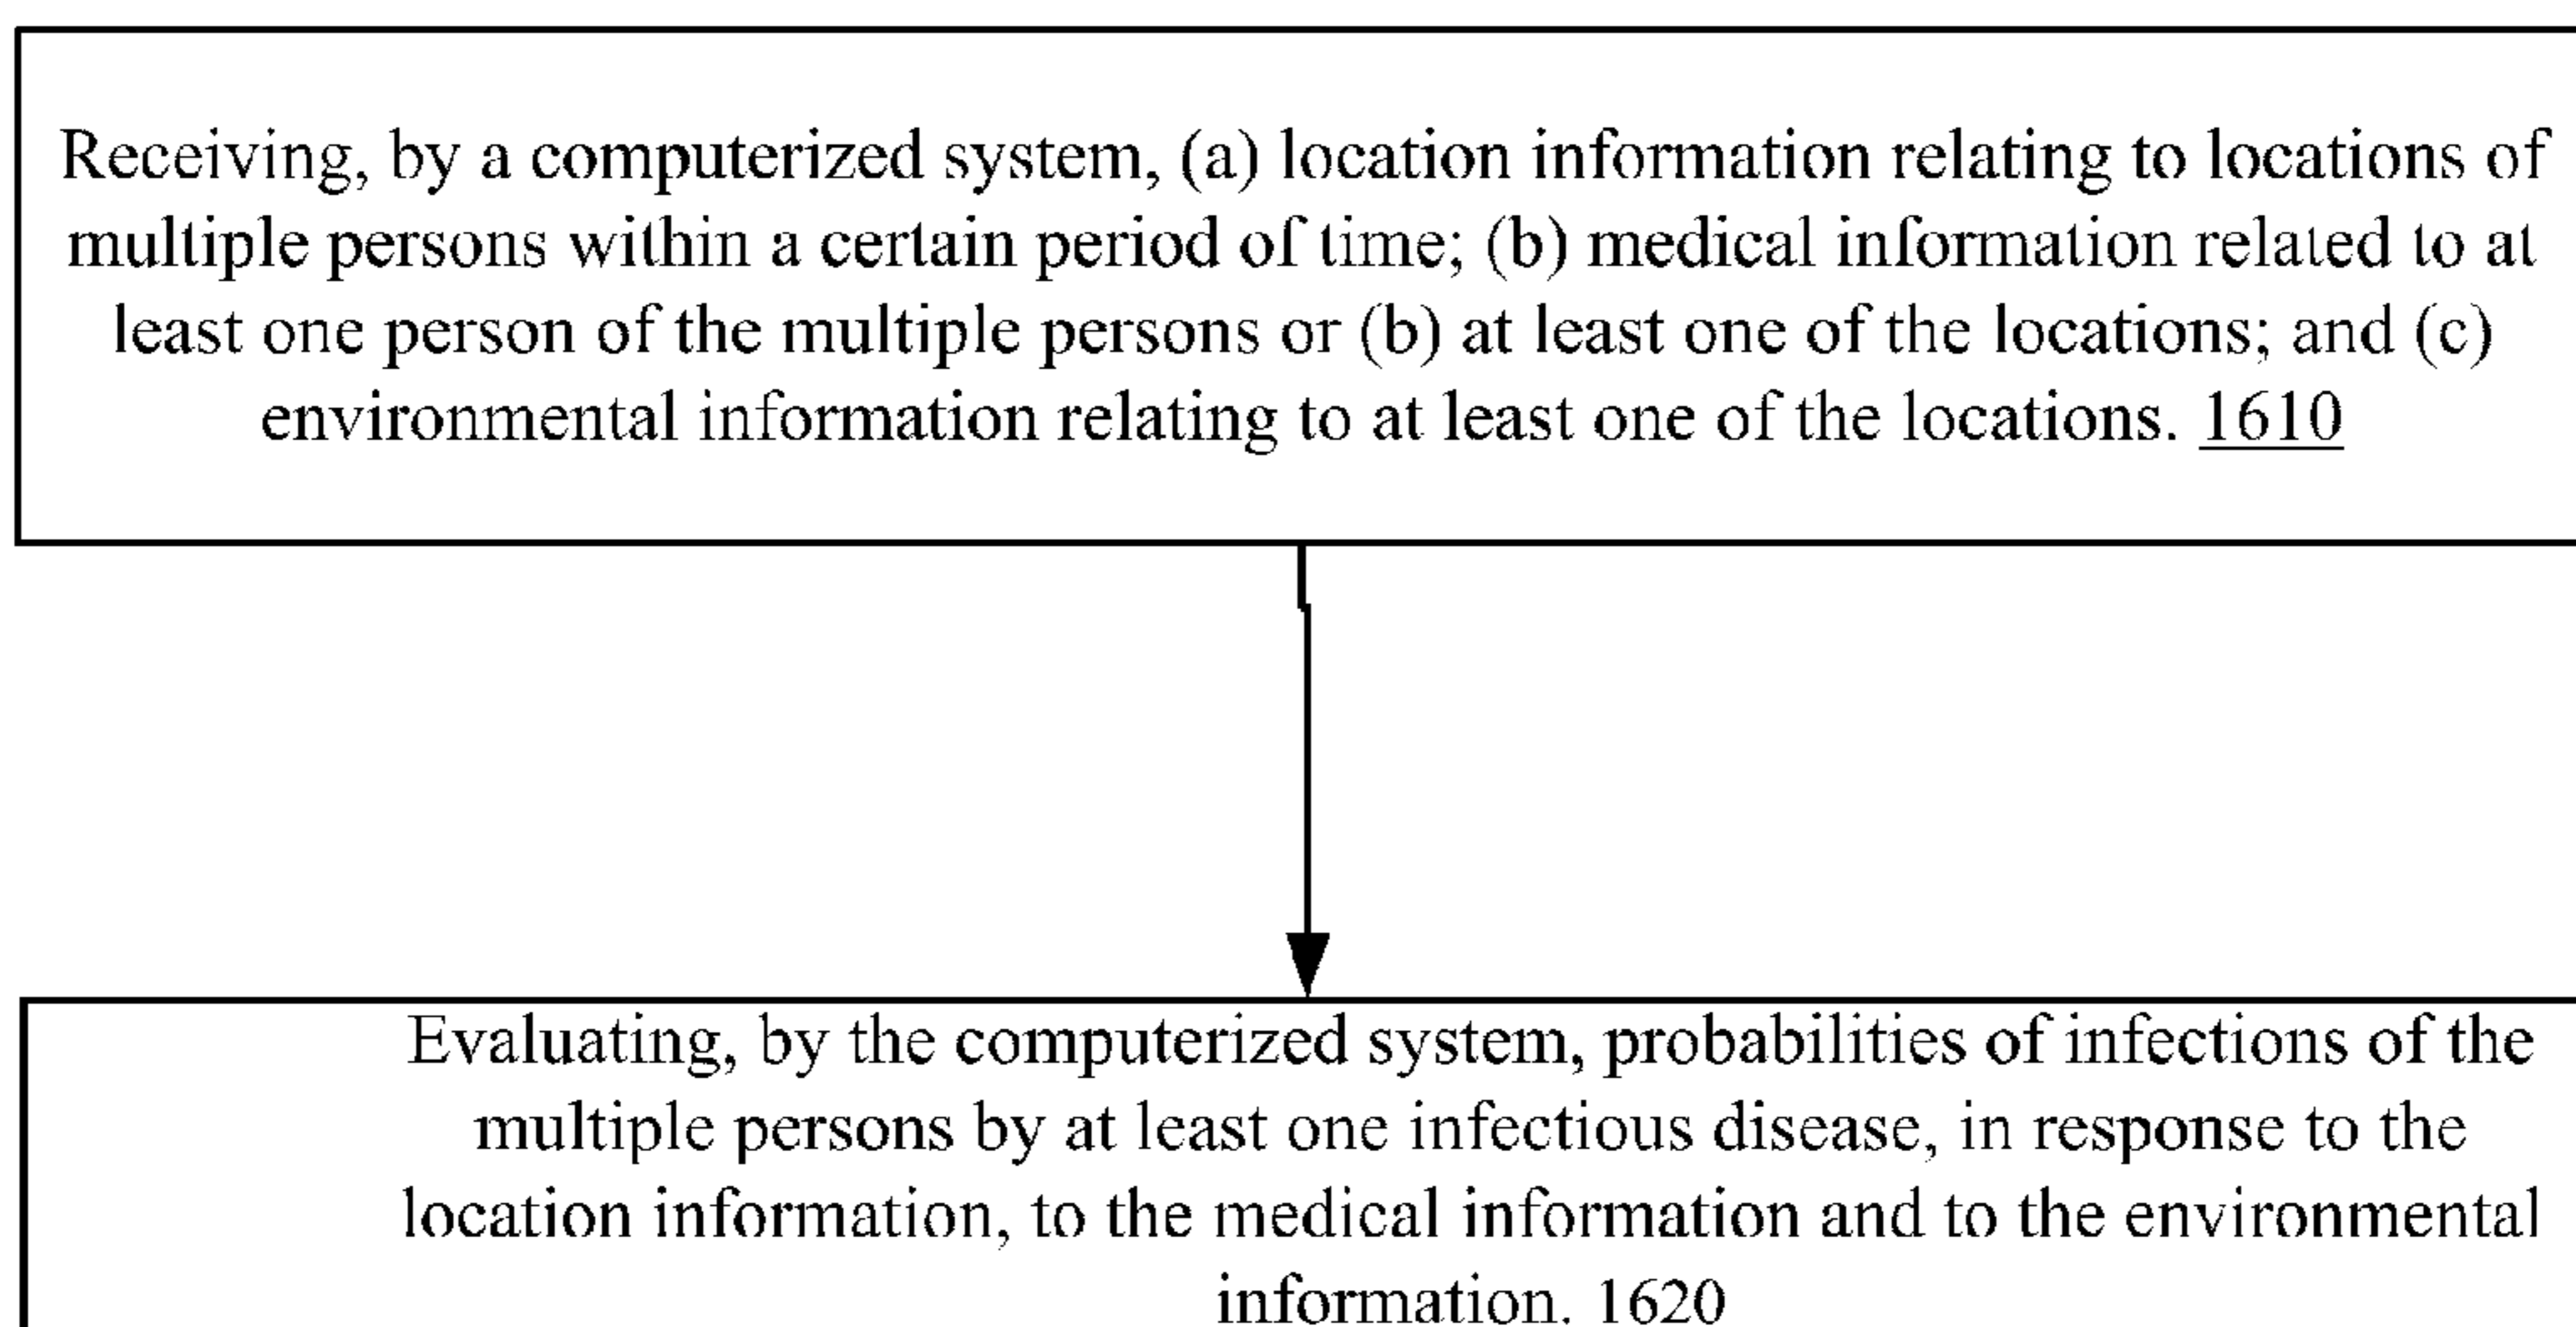 Receiving, by a computerized system, (a) location information relating to locations of
multiple persons within a certain period of time; (b) medical information related to at
least one person of the multiple persons or (b) at least one of the locations; and (c)
environmental information relating to at least one of the locations. 1610
Evaluating, by the computerized system, probabilities of infections of the
multiple persons by at least one infectious disease, in response to the
location information, to the medical information and to the environmental
information. 1620